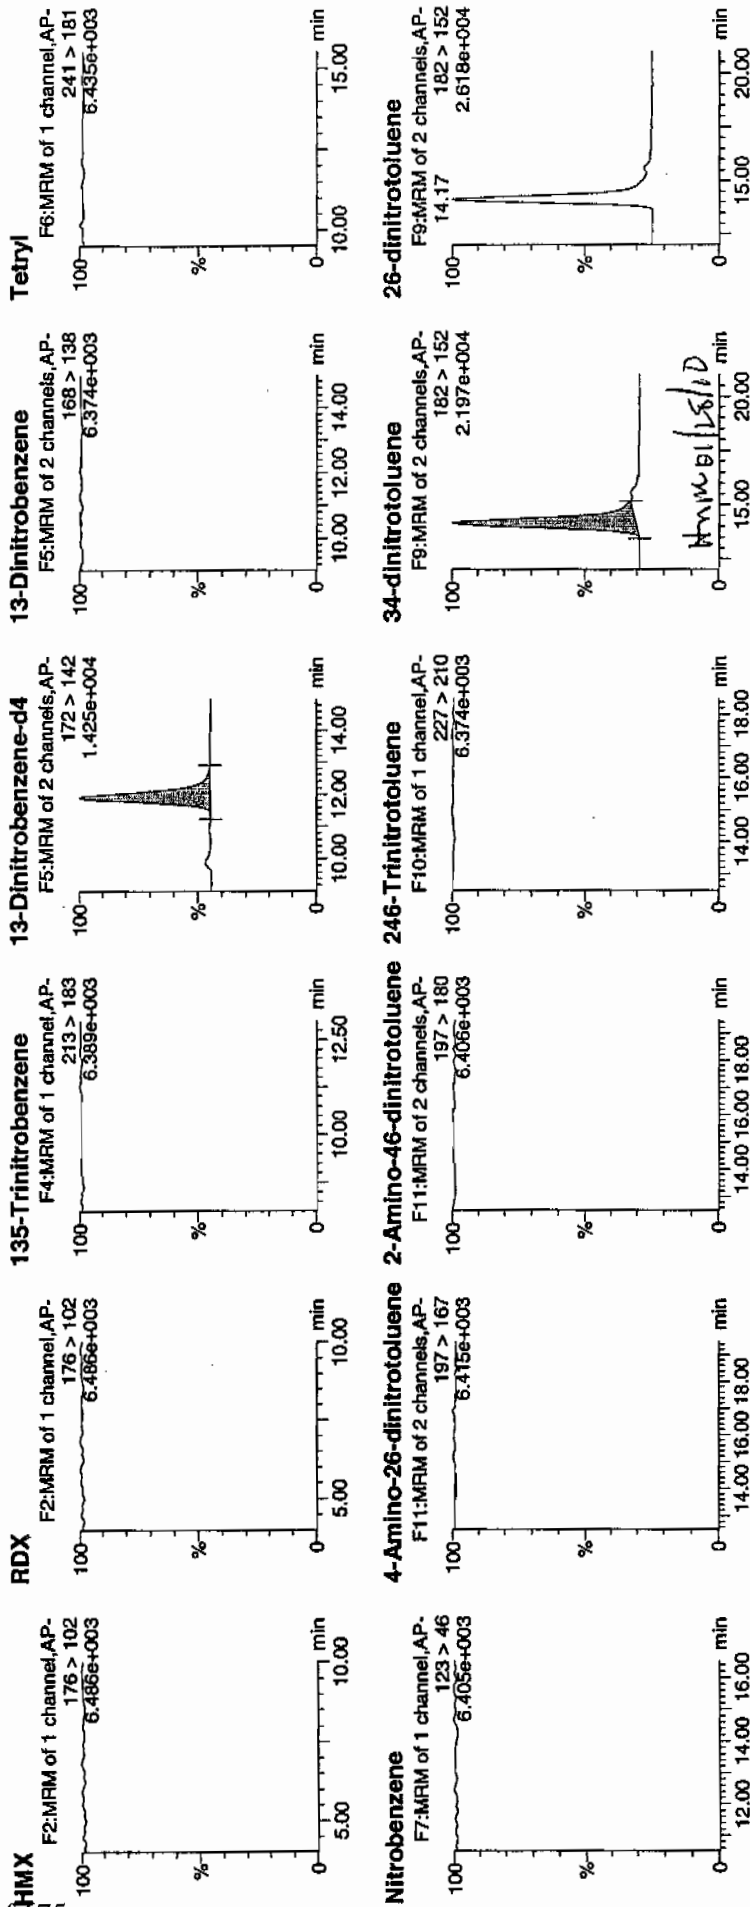 HMX
F2:MRM of 1 channel,AP-
176 > 102
6.486e+003
100
%
0
5.00
10.00
min
RDX
F2:MRM of 1 channel,AP-
176 > 102
6.486e+003
100
%
0
5.00
10.00
min
135-Trinitrobenzene
F4:MRM of 1 channel,AP-
213 > 183
6.389e+003
100
%
0
10.00
12.50
min
13-Dinitrobenzene-d4
F5:MRM of 2 channels,AP-
172 > 142
1.425e+004
100
%
0
10.00
12.00
14.00
min
13-Dinitrobenzene
F5:MRM of 2 channels,AP-
168 > 138
6.374e+003
100
%
0
10.00
12.00
14.00
min
Tetryl
F6:MRM of 1 channel,AP-
241 > 181
6.435e+003
100
%
0
10.00
15.00
min
Nitrobenzene
F7:MRM of 1 channel,AP-
123 > 46
6.405e+003
100
%
0
12.00
14.00
16.00
min
4-Amino-26-dinitrotoluene
F11:MRM of 2 channels,AP-
197 > 167
6.415e+003
100
%
0
14.00
16.00
18.00
min
2-Amino-46-dinitrotoluene
F11:MRM of 2 channels,AP-
197 > 180
6.406e+003
100
%
0
14.00
16.00
18.00
min
246-Trinitrotoluene
F10:MRM of 1 channel,AP-
227 > 210
6.374e+003
100
%
0
14.00
16.00
18.00
min
34-dinitrotoluene
F9:MRM of 2 channels,AP-
182 > 152
2.197e+004
100
%
0
15.00
20.00
min
01/28/10
26-dinitrotoluene
F9:MRM of 2 channels,AP-
182 > 152
2.618e+004
14.17
100
%
0
15.00
20.00
min